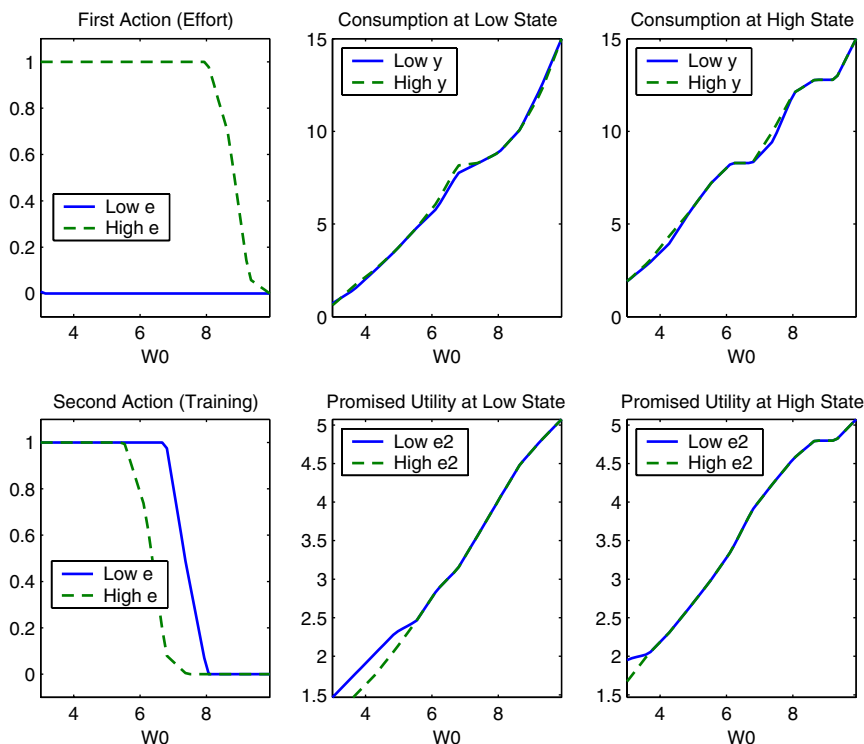 First Action (Effort)
1
0.8
0.6
0.4
0.2
0
Low e
High e
4 6 8
W0
Consumption at Low State
15
10
5
0
Low y
High y
4 6 8
W0
Consumption at High State
15
10
5
0
Low y
High y
4 6 8
W0
Second Action (Training)
1
0.8
0.6
0.4
0.2
0
Low e
High e
4 6 8
W0
Promised Utility at Low State
5
4.5
4
3.5
3
2.5
2
1.5
Low e2
High e2
4 6 8
W0
Promised Utility at High State
5
4.5
4
3.5
3
2.5
2
1.5
Low e2
High e2
4 6 8
W0